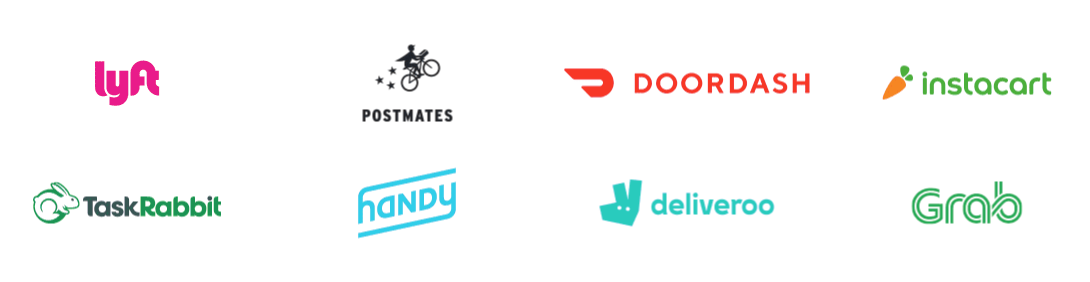 lyft
POSTMATES
DOORDASH
instacart
TaskRabbit
HANDY
deliveroo
Grab